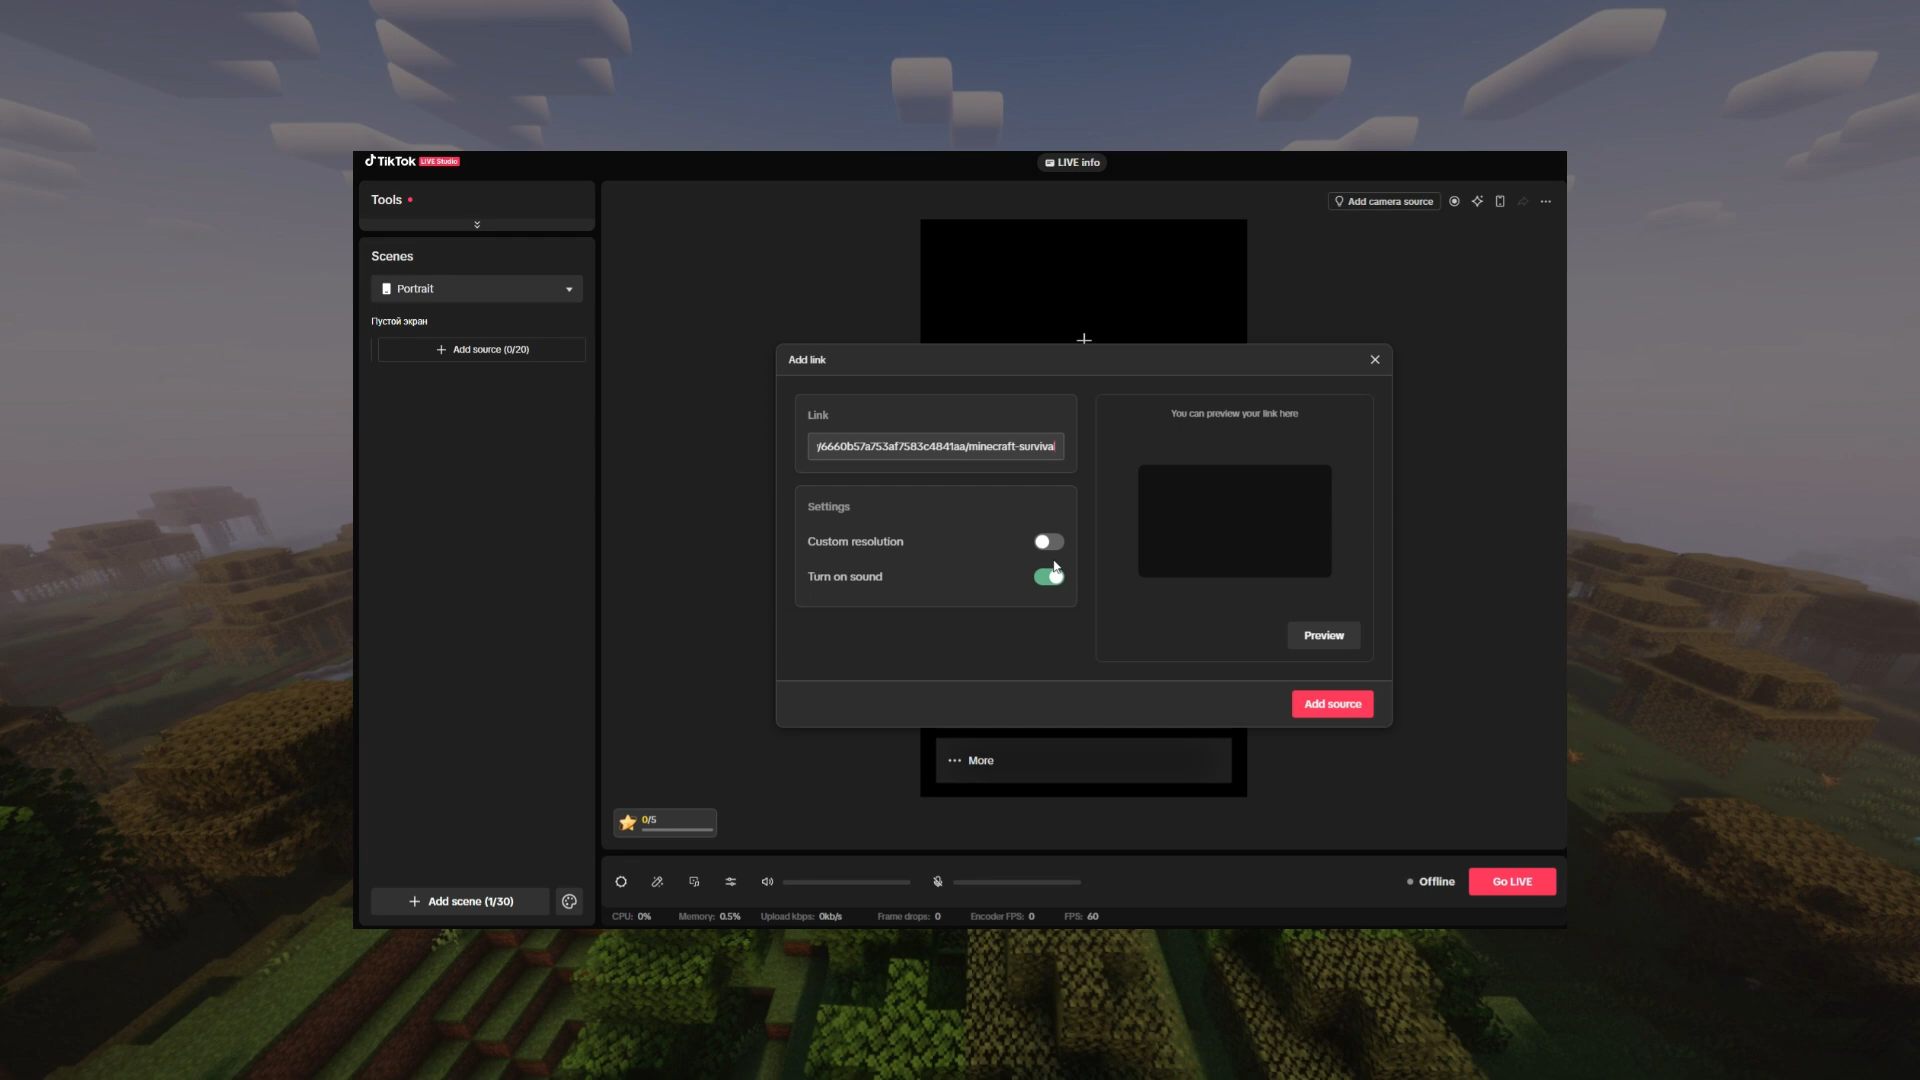 TikTok LIVE Studio
LIVE info
Tools
Add camera source
Scenes
Portrait
Пустой экран
Add source (0/20)
Add link
Link
/6660b57a753af7583c4841aa/minecraft-survival
You can preview your link here
Settings
Custom resolution
Turn on sound
Preview
Add source
More
0/5
Add scene (1/30)
Offline
Go LIVE
CPU: 0%
Memory: 0.5%
Upload kbps: 0kb/s
Frame drops: 0
Encoder FPS: 0
FPS: 60